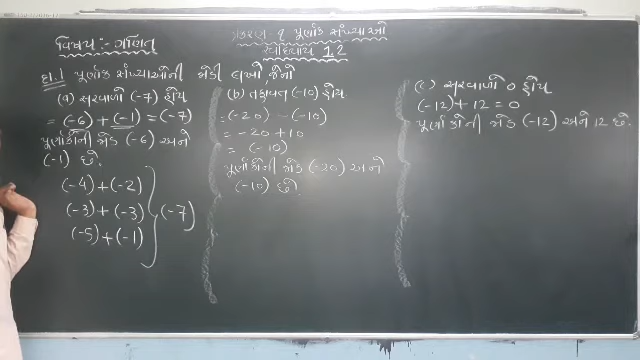 વિષય:- ગણિત
પ્રકરણ-૧ પૂર્ણાંક સંખ્યાઓ
સ્વાધ્યાય 1.2
દા.1 પૂર્ણાંક સંખ્યાઓની જોડી લખો, જેનો
(a) સરવાળો (-7) હોય
= (-6) + (-1) = (-7)
પૂર્ણાંકોની જોડ (-6) અને
(-1) છે.
(-4) + (-2)
(-3) + (-3)
(-5) + (-1)
(-7)
(b) તફાવત (-10) હોય
= (-20) - (-10)
= -20 + 10
= (-10)
પૂર્ણાંકોની જોડ (-20) અને
(-10) છે.
(c) સરવાળો 0 હોય
(-12) + 12 = 0
પૂર્ણાંકોની જોડ (-12) અને 12 છે.